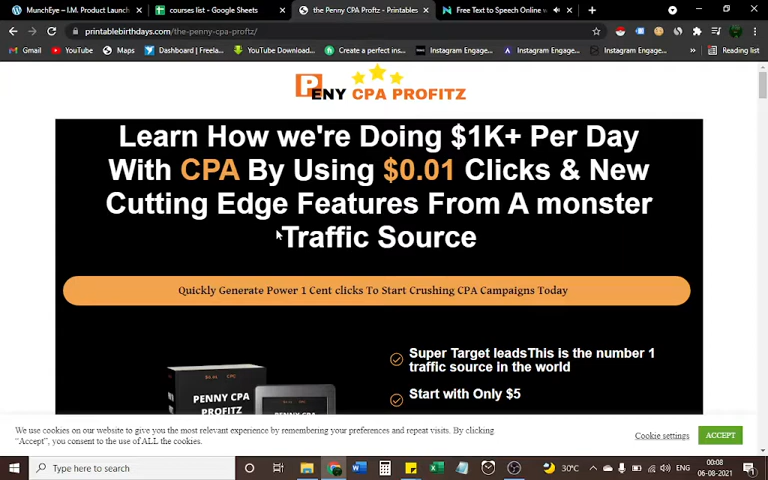 MunchEye – I.M. Product Launch
courses list - Google Sheets
the Penny CPA Proftz - Printables
Free Text to Speech Online w
printablebirthdays.com/the-penny-cpa-proftz/
Gmail
YouTube
Maps
Dashboard | Freela...
YouTube Download...
Create a perfect ins...
Instagram Engage...
Instagram Engage...
Instagram Engage...
Reading list
PENY CPA PROFITZ
Learn How we're Doing $1K+ Per Day
With CPA By Using $0.01 Clicks & New
Cutting Edge Features From A monster
Traffic Source
Quickly Generate Power 1 Cent clicks To Start Crushing CPA Campaigns Today
Super Target leadsThis is the number 1
traffic source in the world
Start with Only $5
PENNY CPA
PROFITZ
We use cookies on our website to give you the most relevant experience by remembering your preferences and repeat visits. By clicking
"Accept", you consent to the use of ALL the cookies.
Cookie settings
ACCEPT
Type here to search
30°C
ENG
00:08
06-08-2021